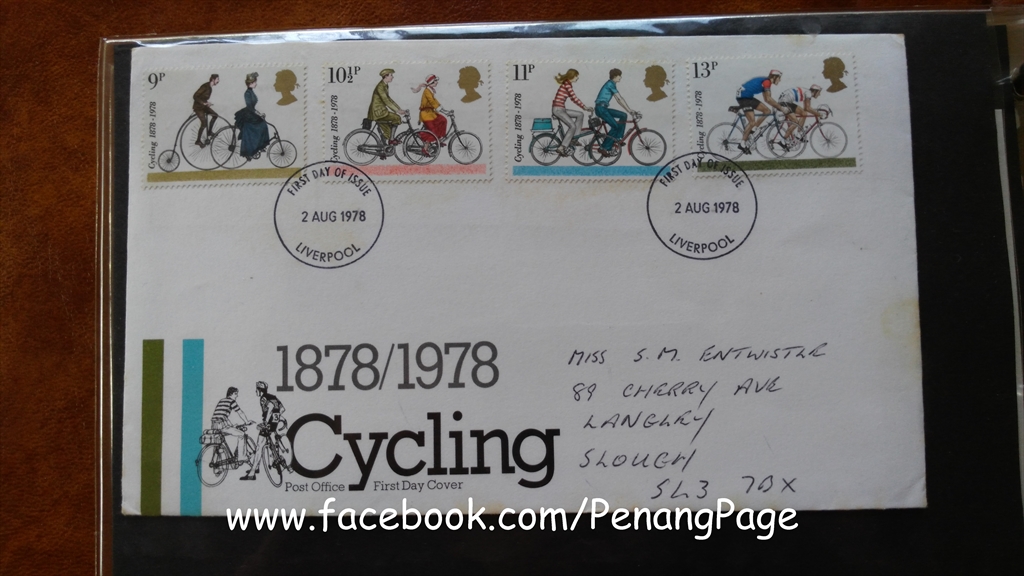 9P
Cycling 1878-1978
10½P
Cycling 1878-1978
11P
Cycling 1878-1978
13P
Cycling 1878-1978
FIRST DAY OF ISSUE
2 AUG 1978
LIVERPOOL
FIRST DAY OF ISSUE
2 AUG 1978
LIVERPOOL
1878/1978
Cycling
Post Office First Day Cover
MISS S.M. ENTWISTLE
89 CHERRY AVE
LANGLEY
SLOUGH
SL3 7BX
www.facebook.com/PenangPage